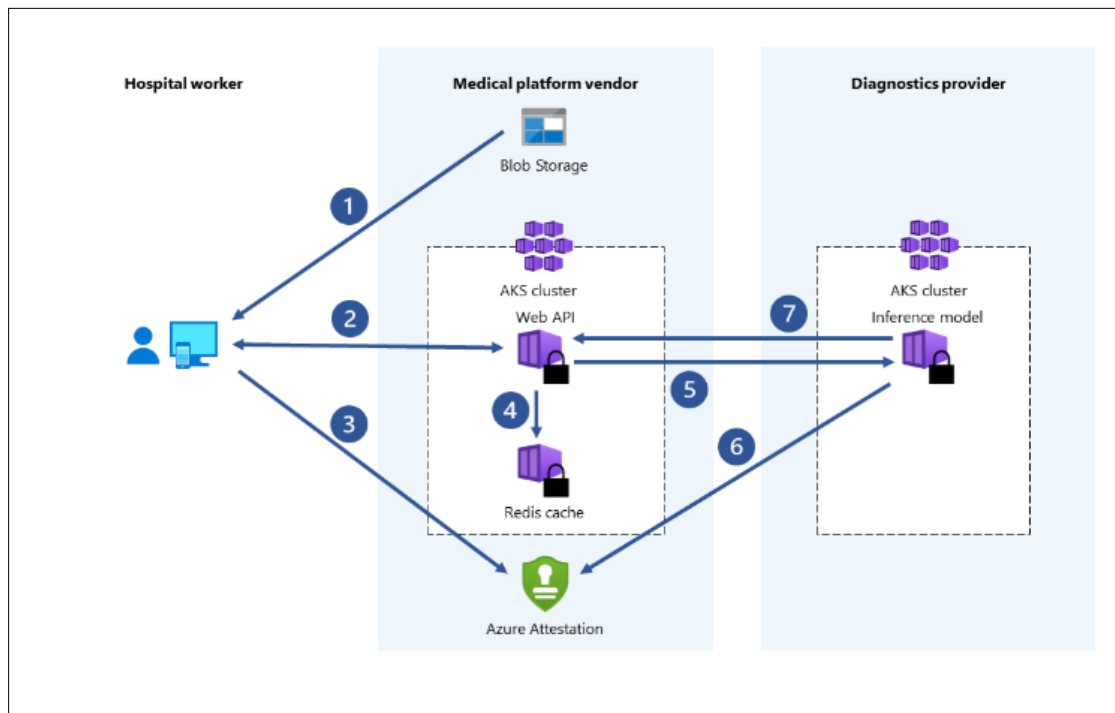 Hospital worker
Medical platform vendor
Diagnostics provider
Blob Storage
1
AKS cluster
AKS cluster
Web API
7
Inference model
2
5
4
3
6
Redis cache
Azure Attestation